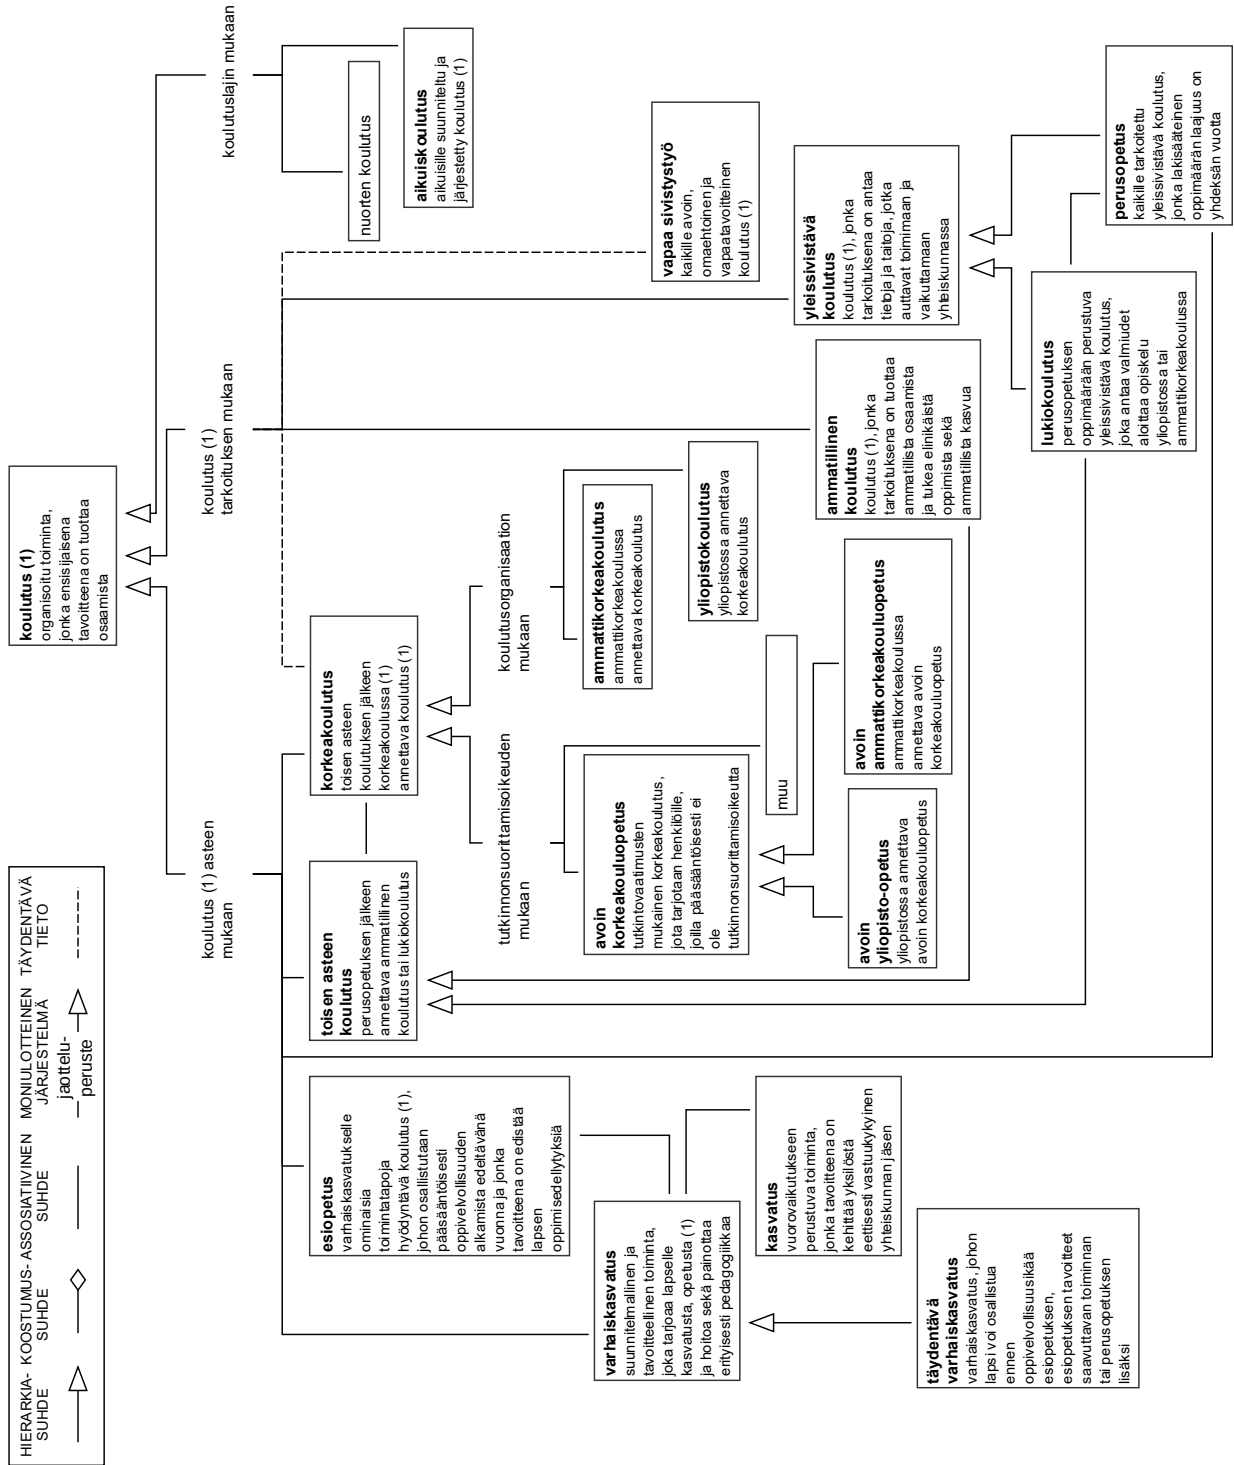 HIERARKIA-
SUHDE
KOOSTUMUS-
SUHDE
ASSOSIATIIVINEN
SUHDE
MONIULOTTEINEN
JÄRJESTELMÄ
jaottelu-
peruste
TÄYDENTÄVÄ
TIETO
koulutus (1)
organisoitu toiminta,
jonka ensisijaisena
tavoitteena on tuottaa
osaamista
koulutus (1) asteen
mukaan
koulutus (1)
tarkoituksen mukaan
koulutuslajin mukaan
nuorten koulutus
aikuiskoulutus
aikuisille suunniteltu ja
järjestetty koulutus (1)
esiopetus
varhaiskasvatukselle
ominaisia
toimintatapoja
hyödyntävä koulutus (1),
johon osallistutaan
pääsääntöisesti
oppivelvollisuuden
alkamista edeltävänä
vuonna ja jonka
tavoitteena on edistää
lapsen
oppimisedellytyksiä
toisen asteen
koulutus
perusopetuksen jälkeen
annettava ammatillinen
koulutus tai lukiokoulutus
korkeakoulutus
toisen asteen
koulutuksen jälkeen
korkeakoulussa (1)
annettava koulutus (1)
tutkinnonsuorittamisoikeuden
mukaan
koulutusorganisaation
mukaan
vapaa sivistystyö
kaikille avoin,
omaehtoinen ja
vapaatavoitteinen
koulutus (1)
varhaiskasvatus
suunnitelmallinen ja
tavoitteellinen toiminta,
joka tarjoaa lapselle
kasvatusta, opetusta (1)
ja hoitoa sekä painottaa
erityisesti pedagogiikkaa
kasvatus
vuorovaikutukseen
perustuva toiminta,
jonka tavoitteena on
kehittää yksilöstä
eettisesti vastuukykyinen
yhteiskunnan jäsen
avoin
korkeakouluopetus
tutkintovaatimusten
mukainen korkeakoulutus,
jota tarjotaan henkilöille,
joilla pääsääntöisesti ei
ole
tutkinnonsuorittamisoikeutta
muu
ammattikorkeakoulutus
ammattikorkeakoulussa
annettava korkeakoulutus
yliopistokoulutus
yliopistossa annettava
korkeakoulutus
ammatillinen
koulutus
koulutus (1), jonka
tarkoituksena on tuottaa
ammatillista osaamista
ja tukea elinikäistä
oppimista sekä
ammatillista kasvua
yleissivistävä
koulutus
koulutus (1), jonka
tarkoituksena on antaa
tietoja ja taitoja, jotka
auttavat toimimaan ja
vaikuttamaan
yhteiskunnassa
avoin
yliopisto-opetus
yliopistossa annettava
avoin korkeakouluopetus
avoin
ammattikorkeakouluopetus
ammattikorkeakoulussa
annettava avoin
korkeakouluopetus
täydentävä
varhaiskasvatus
varhaiskasvatus, johon
lapsi voi osallistua
ennen
oppivelvollisuusikää
esiopetuksen,
esiopetuksen tavoitteet
saavuttavan toiminnan
tai perusopetuksen
lisäksi
lukiokoulutus
perusopetuksen
oppimäärään perustuva
yleissivistävä koulutus,
joka antaa valmiudet
aloittaa opiskelu
yliopistossa tai
ammattikorkeakoulussa
perusopetus
kaikille tarkoitettu
yleissivistävä koulutus,
jonka lakisääteinen
oppimäärän laajuus on
yhdeksän vuotta